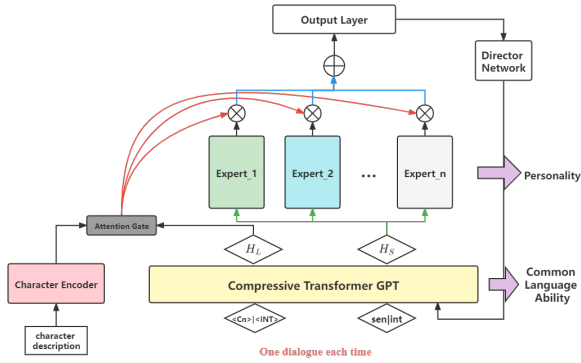 Output Layer
Director
Network
Expert_1
Expert_2
...
Expert_n
Personality
Attention Gate
H_L
H_S
Character Encoder
Compressive Transformer GPT
Common
Language
Ability
<Cn>|<INT>
sen|int
character
description
One dialogue each time